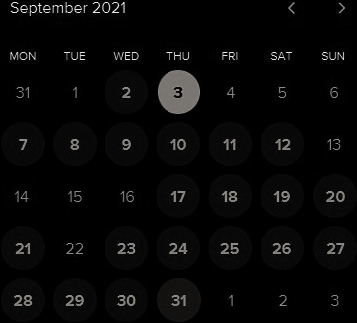 September 2021
MON TUE WED THU FRI SAT SUN
31 1 2 3 4 5 6
7 8 9 10 11 12 13
14 15 16 17 18 19 20
21 22 23 24 25 26 27
28 29 30 31 1 2 3